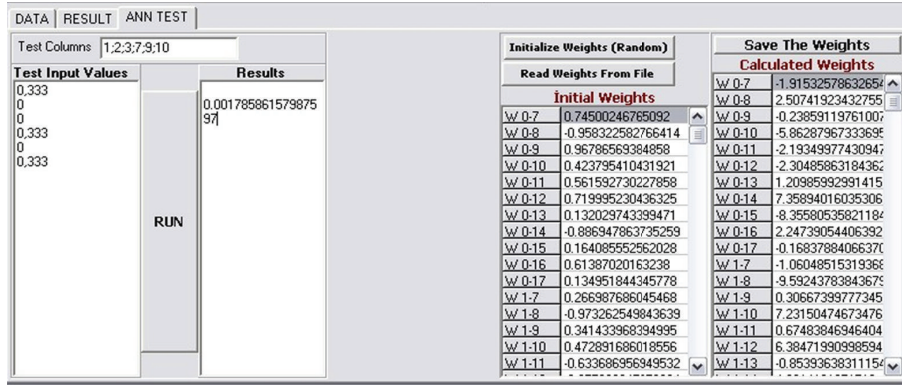 DATA RESULT ANN TEST
Test Columns 1;2;3;7;9;10
Test Input Values
0,333
0
0
0,333
0
0,333
RUN
Results
0.001785861579875
97
Initialize Weights (Random)
Read Weights From File
İnitial Weights
W 0-7 0.74500246765092
W 0-8 -0.958322582766414
W 0-9 0.96786569384858
W 0-10 0.423795410431921
W 0-11 0.561592730227858
W 0-12 0.719995230436325
W 0-13 0.132029743399471
W 0-14 -0.886947863735259
W 0-15 0.164085552562028
W 0-16 0.61387020163238
W 0-17 0.134951844345778
W 1-7 0.266987686045468
W 1-8 -0.973262549843639
W 1-9 0.341433968394995
W 1-10 0.472891686018556
W 1-11 -0.633686956949532
Save The Weights
Calculated Weights
W 0-7 -1.91532578632654
W 0-8 2.50741923432755
W 0-9 -0.23859119761007
W 0-10 -5.86287967333695
W 0-11 -2.19349977430947
W 0-12 -2.30485863184362
W 0-13 1.20985992991415
W 0-14 7.35894016035306
W 0-15 -8.35580535821184
W 0-16 2.24739054406392
W 0-17 -0.16837884066370
W 1-7 -1.06048515319368
W 1-8 -9.59243783843679
W 1-9 0.30667399777345
W 1-10 7.23150474673476
W 1-11 0.67483846946404
W 1-12 6.38471990998594
W 1-13 -0.85393638311154